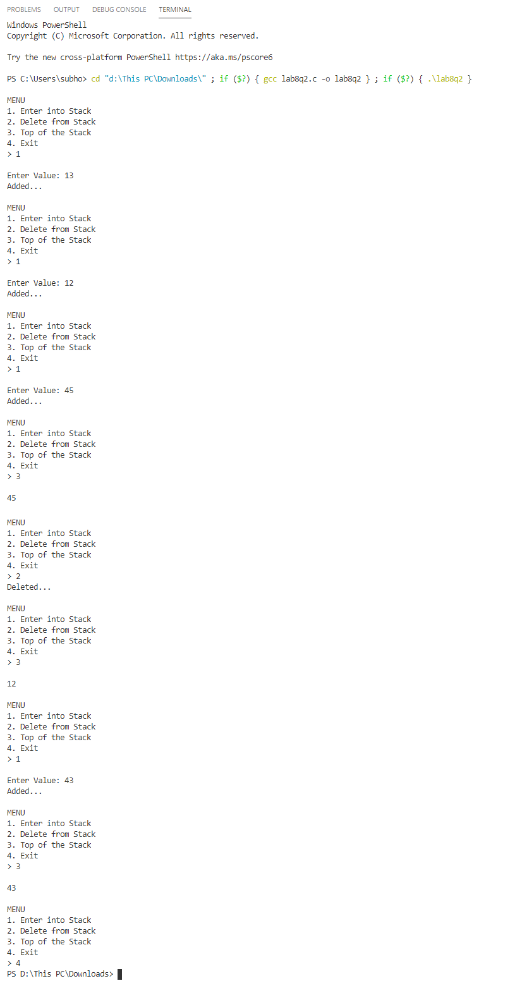 PROBLEMS OUTPUT DEBUG CONSOLE TERMINAL
Windows PowerShell
Copyright (C) Microsoft Corporation. All rights reserved.
Try the new cross-platform PowerShell https://aka.ms/pscore6
PS C:\Users\subho> cd "d:\This PC\Downloads\" ; if ($?) { gcc lab8q2.c -o lab8q2 } ; if ($?) { .\lab8q2 }
MENU
1. Enter into Stack
2. Delete from Stack
3. Top of the Stack
4. Exit
> 1
Enter Value: 13
Added...
MENU
1. Enter into Stack
2. Delete from Stack
3. Top of the Stack
4. Exit
> 1
Enter Value: 12
Added...
MENU
1. Enter into Stack
2. Delete from Stack
3. Top of the Stack
4. Exit
> 1
Enter Value: 45
Added...
MENU
1. Enter into Stack
2. Delete from Stack
3. Top of the Stack
4. Exit
> 3
45
MENU
1. Enter into Stack
2. Delete from Stack
3. Top of the Stack
4. Exit
> 2
Deleted...
MENU
1. Enter into Stack
2. Delete from Stack
3. Top of the Stack
4. Exit
> 3
12
MENU
1. Enter into Stack
2. Delete from Stack
3. Top of the Stack
4. Exit
> 1
Enter Value: 43
Added...
MENU
1. Enter into Stack
2. Delete from Stack
3. Top of the Stack
4. Exit
> 3
43
MENU
1. Enter into Stack
2. Delete from Stack
3. Top of the Stack
4. Exit
> 4
PS D:\This PC\Downloads>